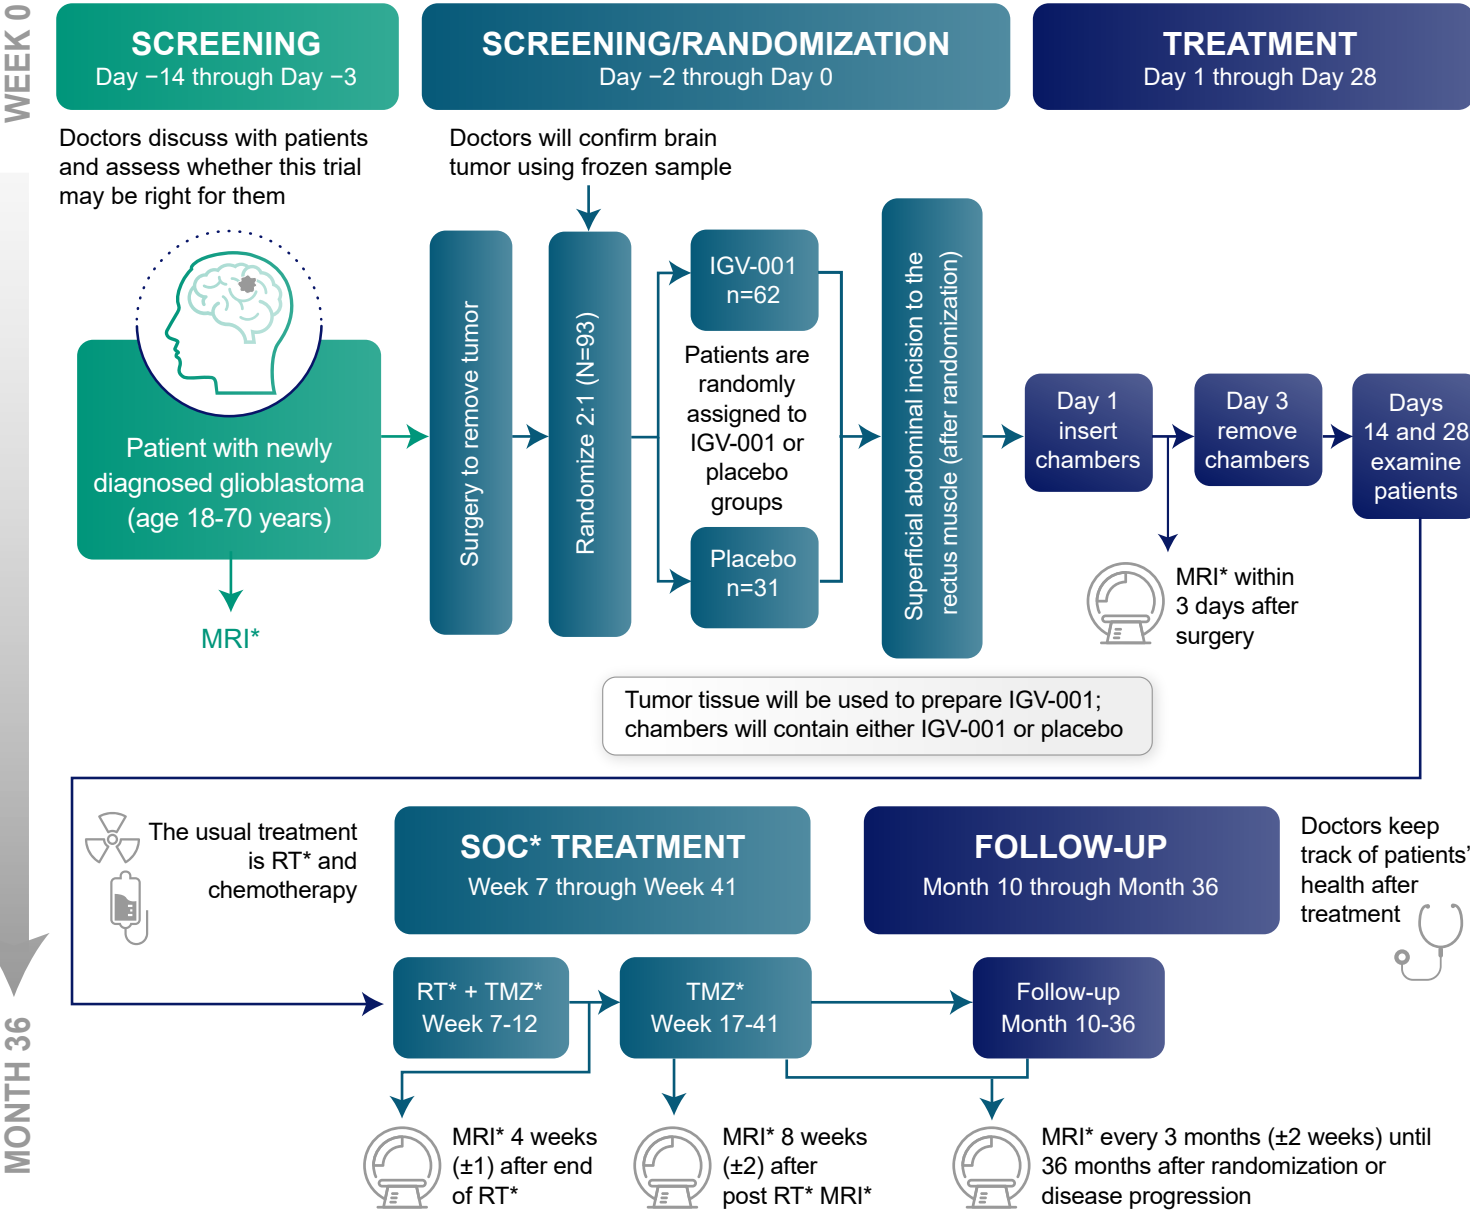 WEEK 0
SCREENING
Day −14 through Day −3
SCREENING/RANDOMIZATION
Day −2 through Day 0
TREATMENT
Day 1 through Day 28
Doctors discuss with patients
and assess whether this trial
may be right for them
Doctors will confirm brain
tumor using frozen sample
Patient with newly
diagnosed glioblastoma
(age 18-70 years)
MRI*
Surgery to remove tumor
Randomize 2:1 (N=93)
IGV-001
n=62
Patients are
randomly
assigned to
IGV-001 or
placebo
groups
Placebo
n=31
Superficial abdominal incision to the
rectus muscle (after randomization)
Day 1
insert
chambers
Day 3
remove
chambers
Days
14 and 28
examine
patients
MRI* within
3 days after
surgery
Tumor tissue will be used to prepare IGV-001;
chambers will contain either IGV-001 or placebo
The usual treatment
is RT* and
chemotherapy
SOC* TREATMENT
Week 7 through Week 41
FOLLOW-UP
Month 10 through Month 36
Doctors keep
track of patients'
health after
treatment
RT* + TMZ*
Week 7-12
TMZ*
Week 17-41
Follow-up
Month 10-36
MRI* 4 weeks
(±1) after end
of RT*
MRI* 8 weeks
(±2) after
post RT* MRI*
MRI* every 3 months (±2 weeks) until
36 months after randomization or
disease progression
MONTH 36